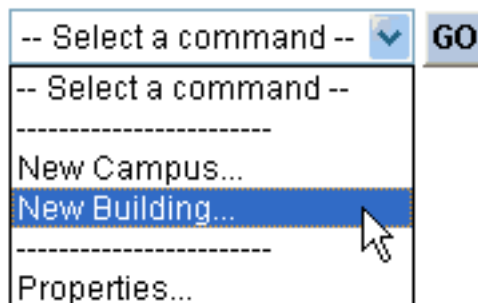 -- Select a command -- GO
-- Select a command --
------------------------
New Campus...
New Building...
------------------------
Properties...